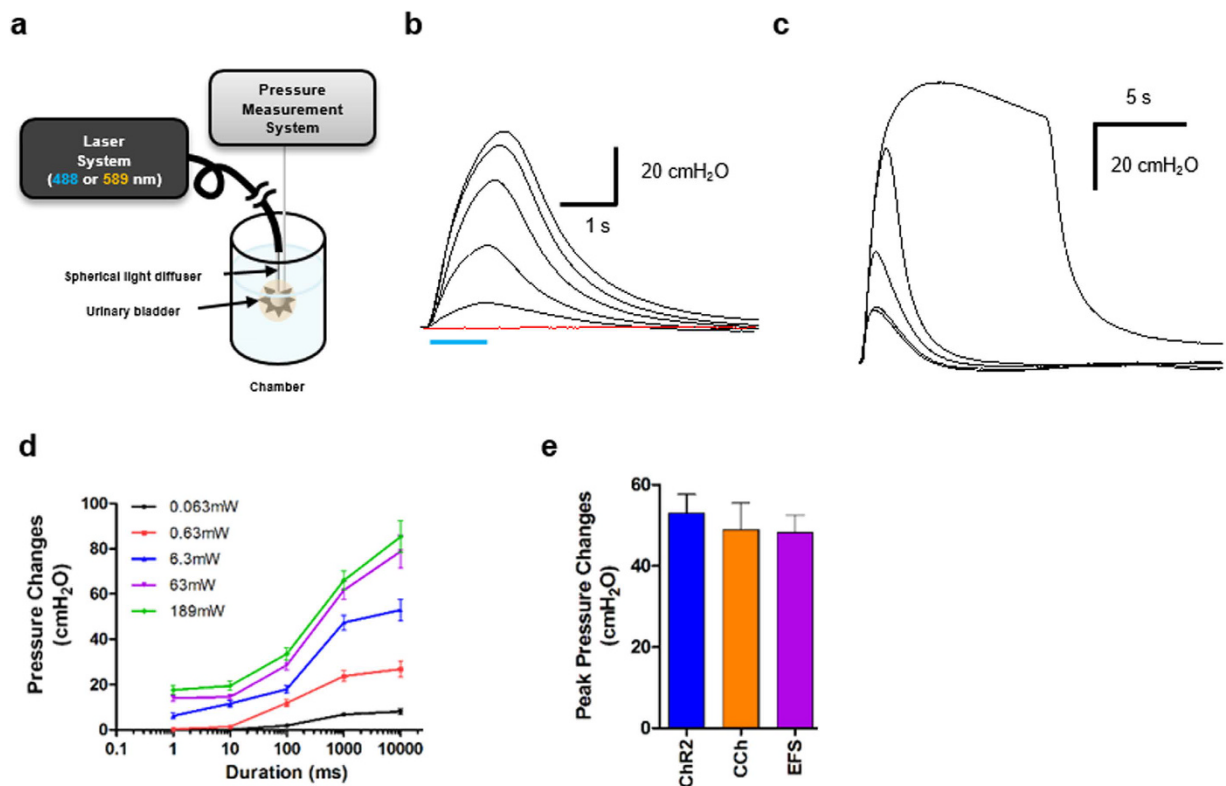 a
Pressure
Measurement
System
Laser
System
(488 or 589 nm)
Spherical light diffuser
Urinary bladder
Chamber
b
20 cmH₂O
1 s
c
5 s
20 cmH₂O
d
Pressure Changes
(cmH₂O)
100
80
60
40
20
0
0.063mW
0.63mW
6.3mW
63mW
189mW
0.1
1
10
100
1000
10000
Duration (ms)
e
Peak Pressure Changes
(cmH₂O)
60
40
20
0
ChR2
CCh
EFS